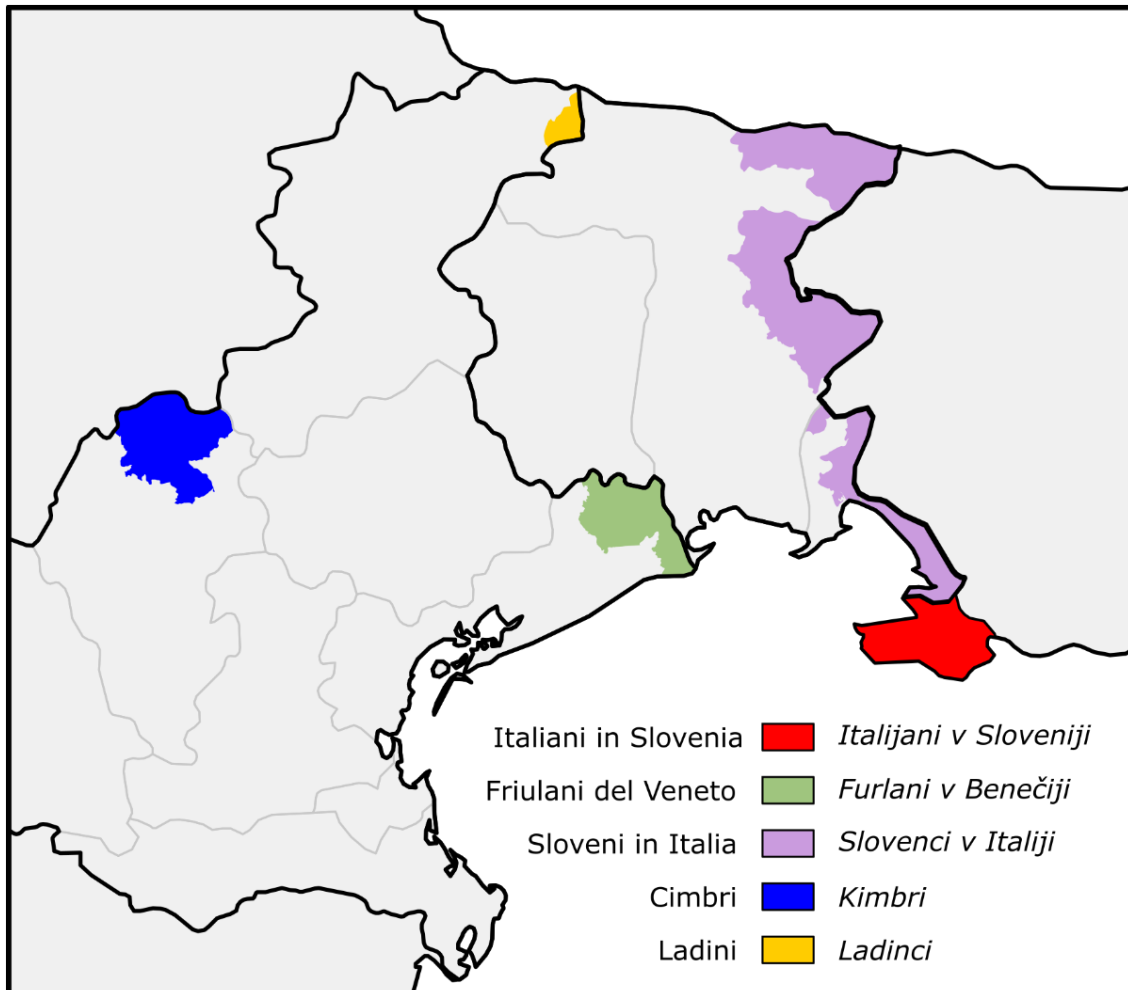 Italiani in Slovenia Italijani v Sloveniji
Friulani del Veneto Furlani v Benečiji
Sloveni in Italia Slovenci v Italiji
Cimbri Kimbri
Ladini Ladinci